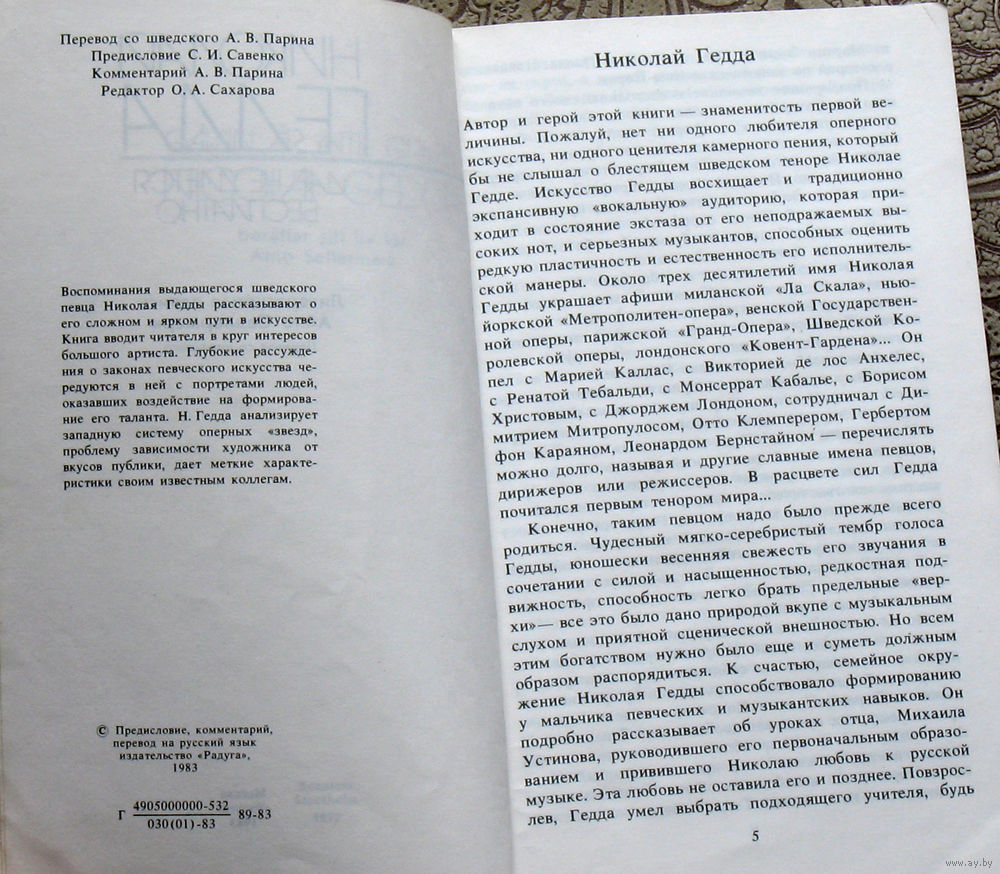 Перевод со шведского А. В. Парина
Предисловие С. И. Савенко
Комментарий А. В. Парина
Редактор О. А. Сахарова
Воспоминания выдающегося шведского
певца Николая Гедды рассказывают о
его сложном и ярком пути в искусстве.
Книга вводит читателя в круг интересов
большого артиста. Глубокие рассужде-
ния о законах певческого искусства че-
редуются в ней с портретами людей,
оказавших воздействие на формирова-
ние его таланта. Н. Гедда анализирует
западную систему оперных «звезд»,
проблему зависимости художника от
вкусов публики, дает меткие характе-
ристики своим известным коллегам.
© Предисловие, комментарий,
перевод на русский язык
издательство «Радуга»,
1983
4905000000-532
Г 89-83
030(01)-83
Николай Гедда
Автор и герой этой книги — знаменитость первой ве-
личины. Пожалуй, нет ни одного любителя оперного
искусства, ни одного ценителя камерного пения, который
бы не слышал о блестящем шведском теноре Николае
Гедде. Искусство Гедды восхищает и традиционно
экспансивную «вокальную» аудиторию, которая при-
ходит в состояние экстаза от его неподражаемых вы-
соких нот, и серьезных музыкантов, способных оценить
редкую пластичность и естественность его исполнитель-
ской манеры. Около трех десятилетий имя Николая
Гедды украшает афиши миланской «Ла Скала», нью-
йоркской «Метрополитен-опера», венской Государствен-
ной оперы, парижской «Гранд-Опера», Шведской Ко-
ролевской оперы, лондонского «Ковент-Гардена»... Он
пел с Марией Каллас, с Викторией де лос Анхелес,
с Ренатой Тебальди, с Монсеррат Кабалье, с Борисом
Христовым, с Джорджем Лондоном, сотрудничал с Ди-
митрием Митропулосом, Отто Клемперером, Гербертом
фон Караяном, Леонардом Бернстайном — перечислять
можно долго, называя и другие славные имена певцов,
дирижеров или режиссеров. В расцвете сил Гедда
почитался первым тенором мира...
Конечно, таким певцом надо было прежде всего
родиться. Чудесный мягко-серебристый тембр голоса
Гедды, юношески весенняя свежесть его звучания в
сочетании с силой и насыщенностью, редкостная под-
вижность, способность легко брать предельные «вер-
хи»— все это было дано природой вкупе с музыкальным
слухом и приятной сценической внешностью. Но всем
этим богатством нужно было еще и суметь должным
образом распорядиться. К счастью, семейное окру-
жение Николая Гедды способствовало формированию
у мальчика певческих и музыкантских навыков. Он
подробно рассказывает об уроках отца, Михаила
Устинова, руководившего его первоначальным образо-
ванием и привившего Николаю любовь к русской
музыке. Эта любовь не оставила его и позднее. Повзрос-
лев, Гедда умел выбрать подходящего учителя, будь
5
www.ay.by